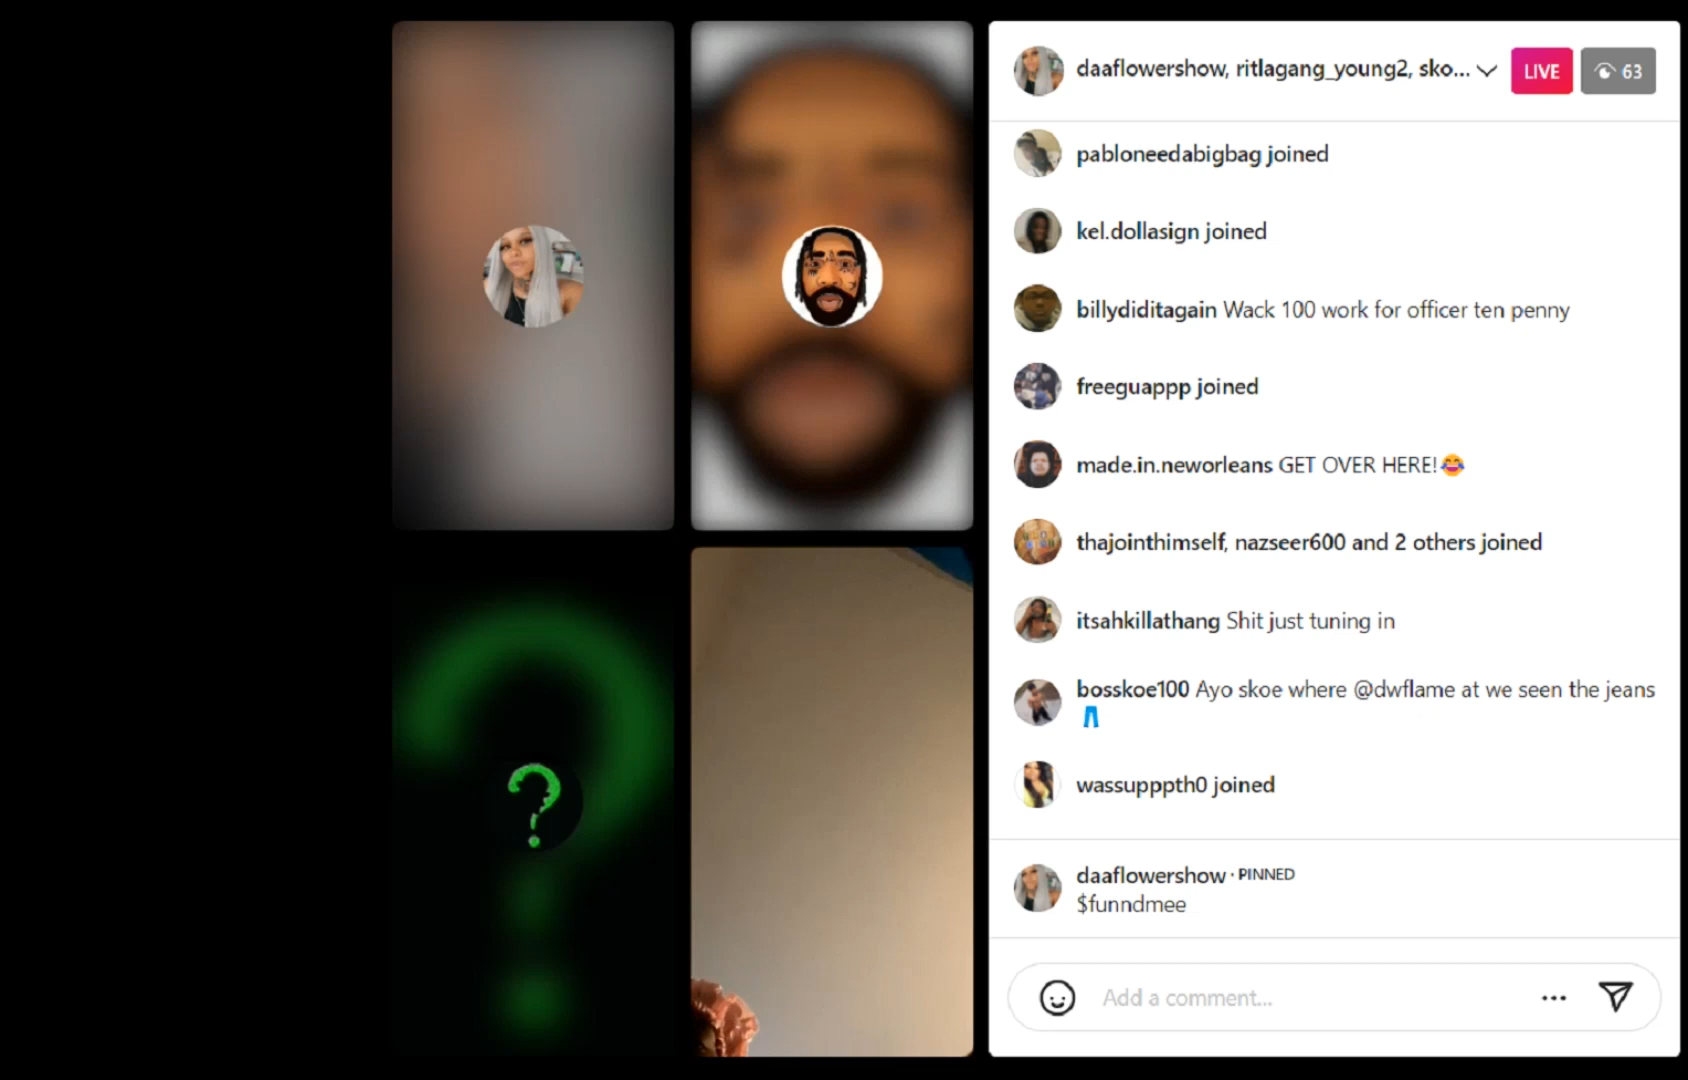 daaflowershow, ritlagang_young2, sko...
LIVE
63
pabloneedabigbag joined
kel.dollasign joined
billydiditagain Wack 100 work for officer ten penny
freeguappp joined
made.in.neworleans GET OVER HERE!😂
thajointhimself, nazseer600 and 2 others joined
itsahkillathang Shit just tuning in
bosskoe100 Ayo skoe where @dwflame at we seen the jeans
👖
wassupppth0 joined
daaflowershow · PINNED
$funndmee
Add a comment...